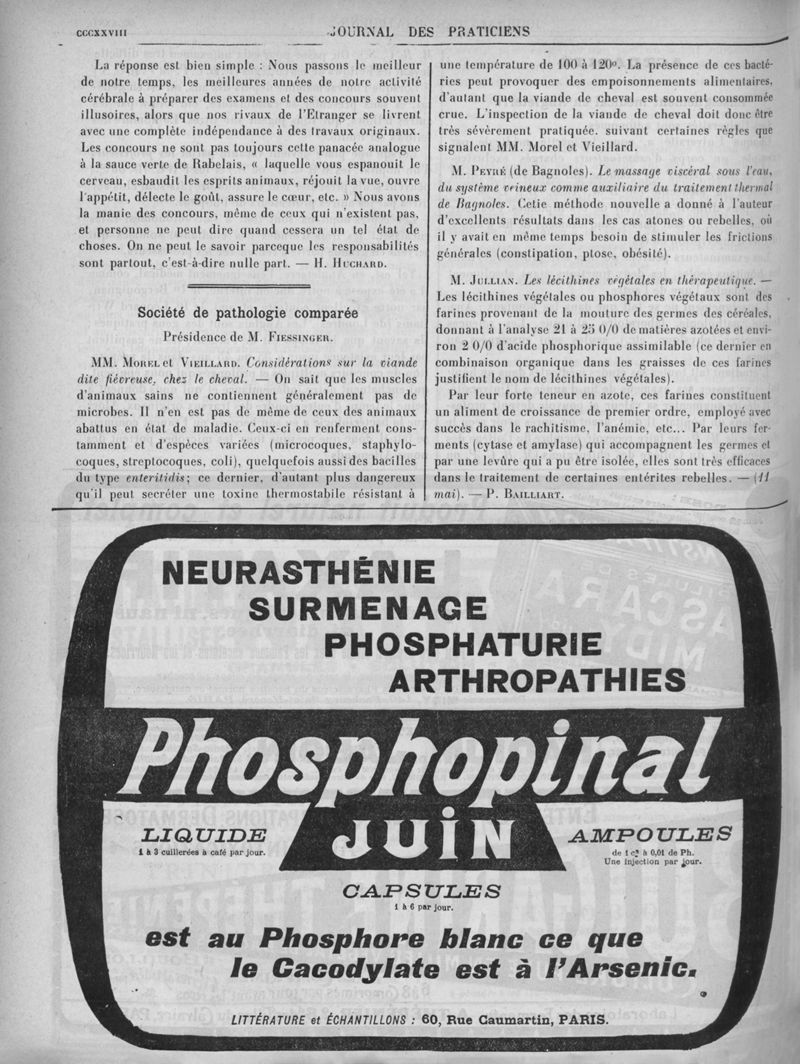 CCCXXVIII
JOURNAL DES PRATICIENS
La réponse est bien simple : Nous passons le meilleur
de notre temps, les meilleures années de notre activité
cérébrale à préparer des examens et des concours souvent
illusoires, alors que nos rivaux de l'Etranger se livrent
avec une complète indépendance à des travaux originaux.
Les concours ne sont pas toujours cette panacée analogue
à la sauce verte de Rabelais, « laquelle vous espanouit le
cerveau, esbaudit les esprits animaux, réjouit la vue, ouvre
l'appétit, délecte le goût, assure le cœur, etc. » Nous avons
la manie des concours, même de ceux qui n'existent pas,
et personne ne peut dire quand cessera un tel état de
choses. On ne peut le savoir parceque les responsabilités
sont partout, c'est-à-dire nulle part. — H. HUCHARD.
Société de pathologie comparée
Présidence de M. FIESSINGER.
MM. MOREL et VIEILLARD. Considérations sur la viande
dite fiévreuse, chez le cheval. — On sait que les muscles
d'animaux sains ne contiennent généralement pas de
microbes. Il n'en est pas de même de ceux des animaux
abattus en état de maladie. Ceux-ci en renferment cons-
tamment et d'espèces variées (microcoques, staphylo-
coques, streptocoques, coli), quelquefois aussi des bacilles
du type enteritidis; ce dernier, d'autant plus dangereux
qu'il peut secréter une toxine thermostabile résistant à
une température de 100 à 120°. La présence de ces bacté-
ries peut provoquer des empoisonnements alimentaires,
d'autant que la viande de cheval est souvent consommée
crue. L'inspection de la viande de cheval doit donc être
très sévèrement pratiquée, suivant certaines règles que
signalent MM. Morel et Vieillard.
M. PEYRÉ (de Bagnoles). Le massage viscéral sous l'eau,
du système veineux comme auxiliaire du traitement thermal
de Bagnoles. Cette méthode nouvelle a donné à l'auteur
d'excellents résultats dans les cas atones ou rebelles, où
il y avait en même temps besoin de stimuler les frictions
générales (constipation, ptose, obésité).
M. JULLIAN. Les lécithines végétales en thérapeutique. —
Les lécithines végétales ou phosphores végétaux sont des
farines provenant de la mouture des germes des céréales,
donnant à l'analyse 21 à 25 0/0 de matières azotées et envi-
ron 2 0/0 d'acide phosphorique assimilable (ce dernier en
combinaison organique dans les graisses de ces farines
justifient le nom de lécithines végétales).
Par leur forte teneur en azote, ces farines constituent
un aliment de croissance de premier ordre, employé avec
succès dans le rachitisme, l'anémie, etc... Par leurs fer-
ments (cytase et amylase) qui accompagnent les germes et
par une levûre qui a pu être isolée, elles sont très efficaces
dans le traitement de certaines entérites rebelles. — (11
mai). — P. BAILLIART.
NEURASTHÉNIE
SURMENAGE
PHOSPHATURIE
ARTHROPATHIES
Phosphopinal
JUIN
LIQUIDE
1 à 3 cuillerées à café par jour.
AMPOULES
de 1 c³ à 0,01 de Ph.
Une injection par jour.
CAPSULES
1 à 6 par jour.
est au Phosphore blanc ce que
le Cacodylate est à l'Arsenic.
LITTÉRATURE et ÉCHANTILLONS : 60, Rue Caumartin, PARIS.